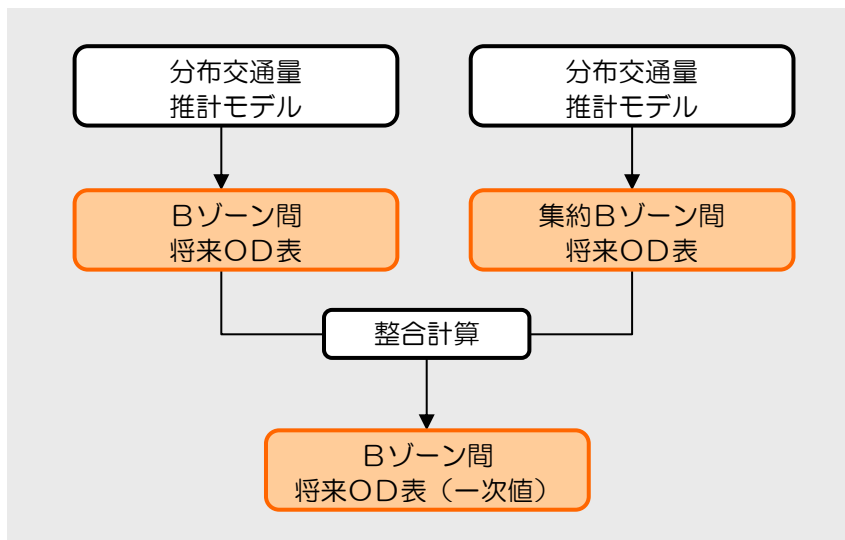 分布交通量
推計モデル
分布交通量
推計モデル
Ｂゾーン間
将来ＯＤ表
集約Ｂゾーン間
将来ＯＤ表
整合計算
Ｂゾーン間
将来ＯＤ表（一次値）